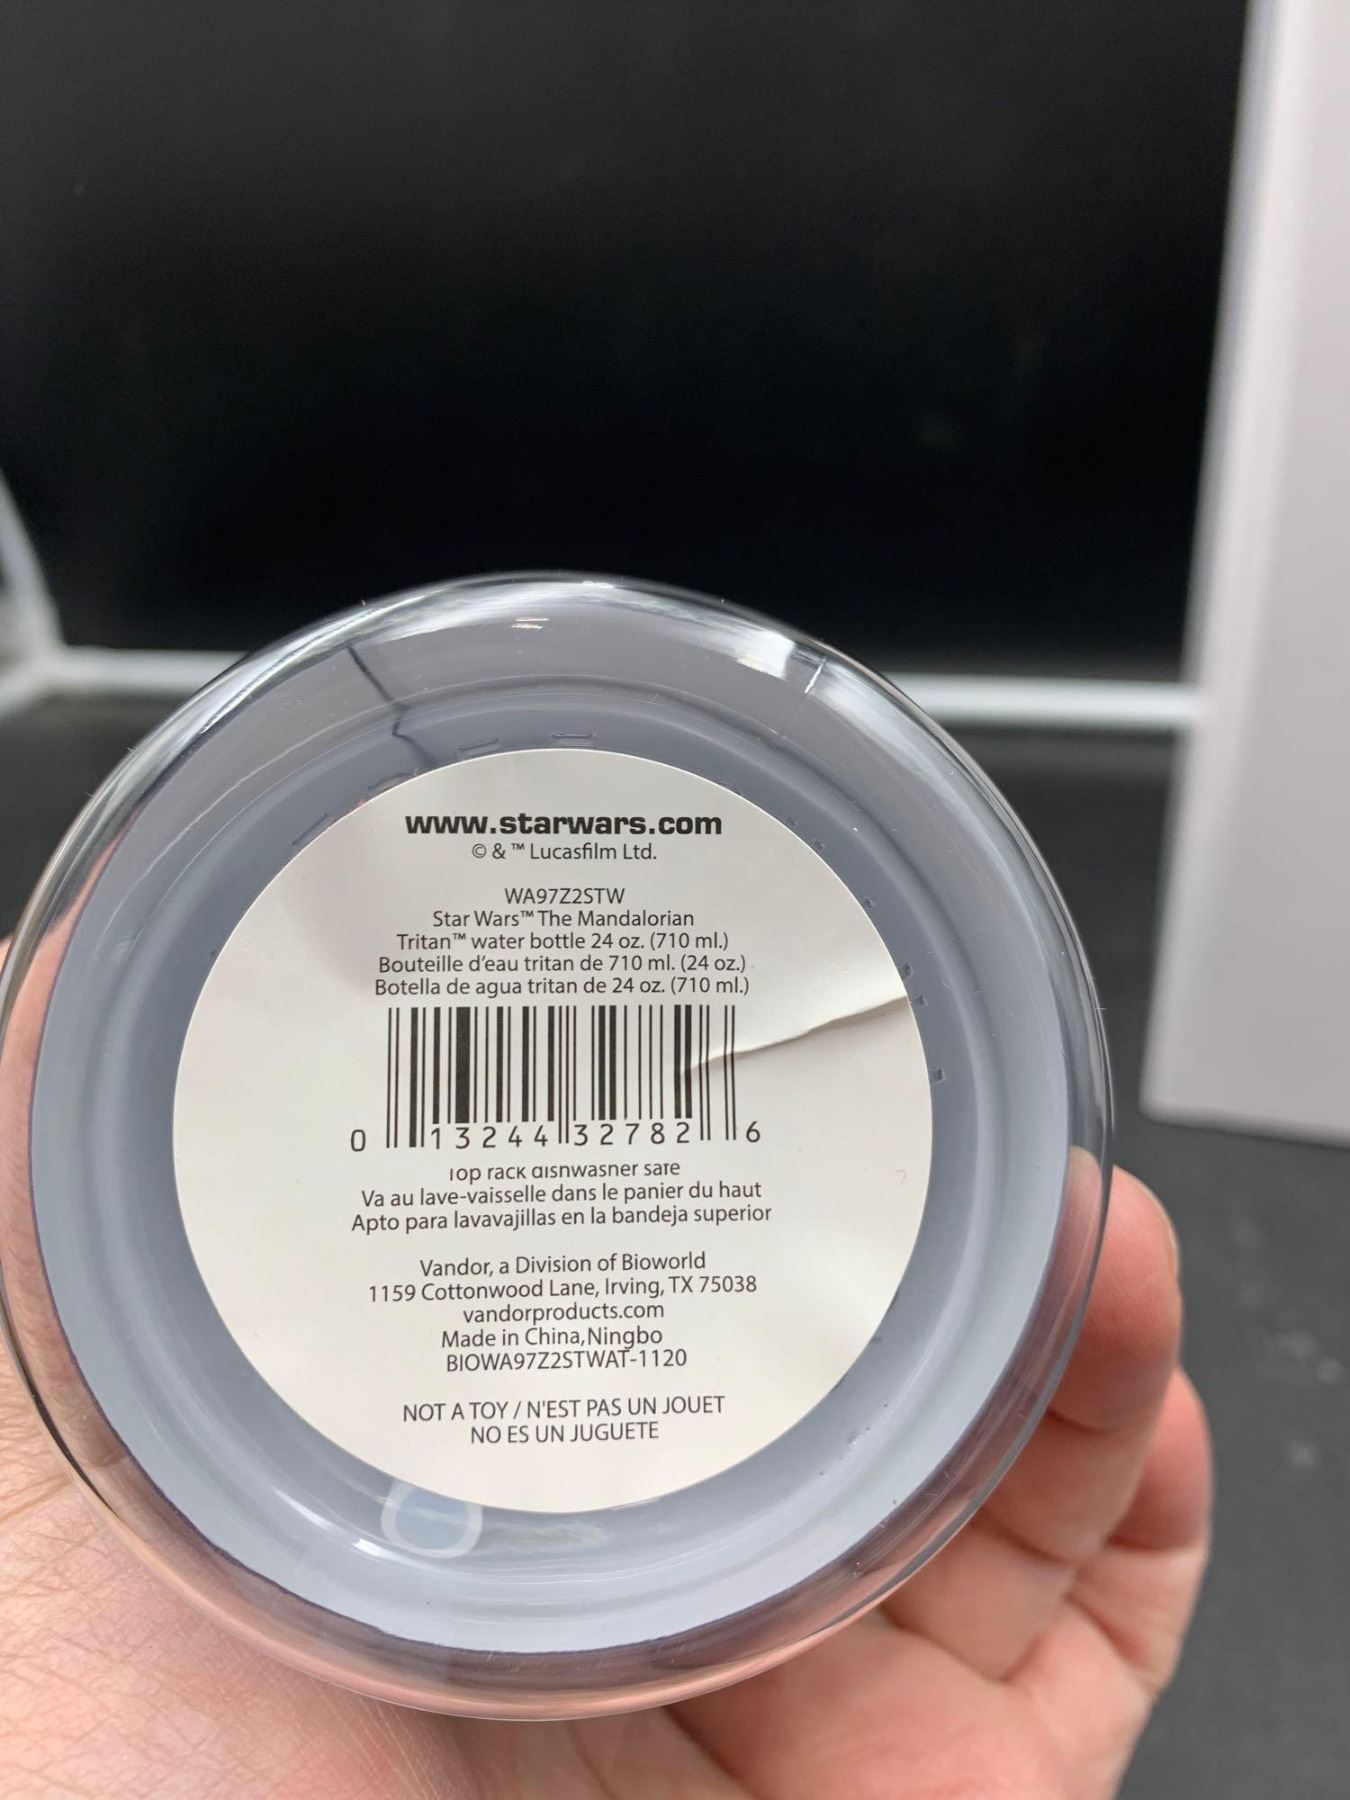 www.starwars.com
© & ™ Lucasfilm Ltd.
WA97Z2STW
Star Wars™ The Mandalorian
Tritan™ water bottle 24 oz. (710 ml.)
Bouteille d'eau tritan de 710 ml. (24 oz.)
Botella de agua tritan de 24 oz. (710 ml.)
0 13244 32782 6
Top rack dishwasher safe
Va au lave-vaisselle dans le panier du haut
Apto para lavavajillas en la bandeja superior
Vandor, a Division of Bioworld
1159 Cottonwood Lane, Irving, TX 75038
vandorproducts.com
Made in China,Ningbo
BIOWA97Z2STWAT-1120
NOT A TOY / N'EST PAS UN JOUET
NO ES UN JUGUETE